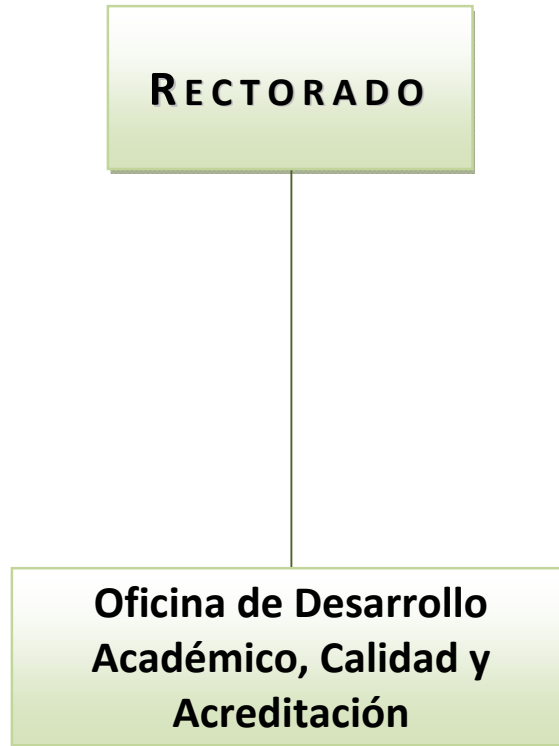 RECTORADO
Oficina de Desarrollo
Académico, Calidad y
Acreditación